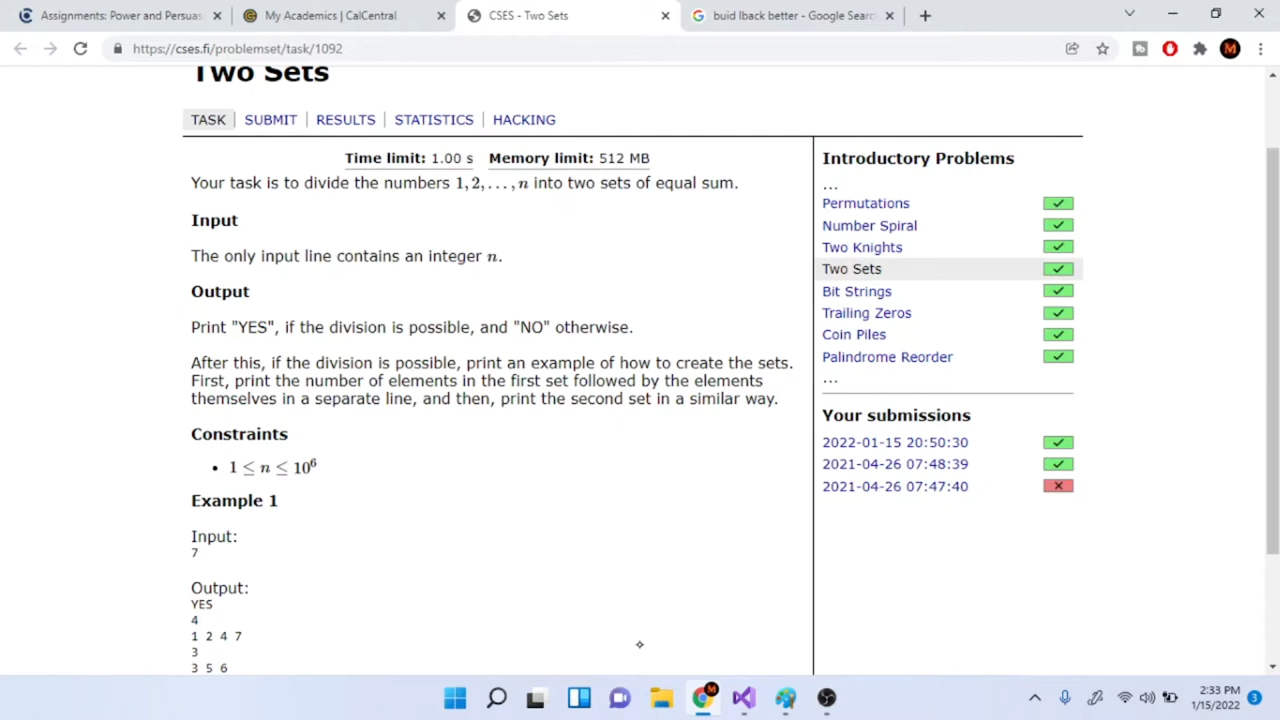 Assignments: Power and Persuas
My Academics | CalCentral
CSES - Two Sets
buid lback better - Google Searc
https://cses.fi/problemset/task/1092
Two Sets
TASK | SUBMIT | RESULTS | STATISTICS | HACKING
Time limit: 1.00 s Memory limit: 512 MB
Your task is to divide the numbers 1, 2, . . . , n into two sets of equal sum.
Input
The only input line contains an integer n.
Output
Print "YES", if the division is possible, and "NO" otherwise.
After this, if the division is possible, print an example of how to create the sets.
First, print the number of elements in the first set followed by the elements
themselves in a separate line, and then, print the second set in a similar way.
Constraints
• 1 ≤ n ≤ 10⁶
Example 1
Input:
7
Output:
YES
4
1 2 4 7
3
3 5 6
Introductory Problems
...
Permutations
Number Spiral
Two Knights
Two Sets
Bit Strings
Trailing Zeros
Coin Piles
Palindrome Reorder
...
Your submissions
2022-01-15 20:50:30
2021-04-26 07:48:39
2021-04-26 07:47:40
M
M
2:33 PM
1/15/2022
3